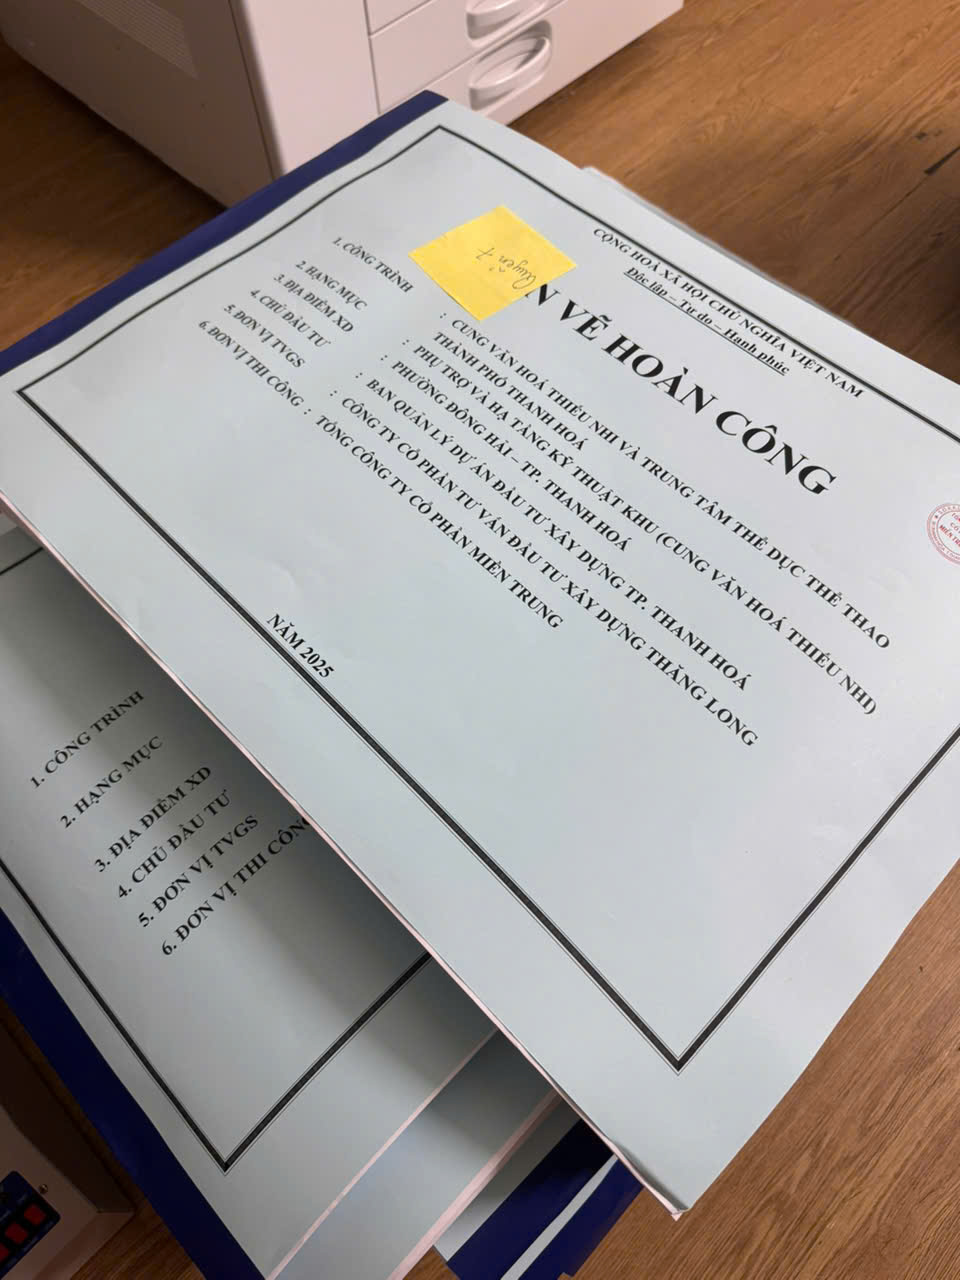 CỘNG HOÀ XÃ HỘI CHỦ NGHĨA VIỆT NAM
Độc lập – Tự do – Hạnh phúc
Quyển 7
VẼ HOÀN CÔNG
1. CÔNG TRÌNH : CUNG VĂN HOÁ THIẾU NHI VÀ TRUNG TÂM THỂ DỤC THỂ THAO
THÀNH PHỐ THANH HOÁ
2. HẠNG MỤC : PHỤ TRỢ VÀ HẠ TẦNG KỸ THUẬT KHU (CUNG VĂN HOÁ THIẾU NHI)
3. ĐỊA ĐIỂM XD : PHƯỜNG ĐÔNG HẢI – TP. THANH HOÁ
4. CHỦ ĐẦU TƯ : BAN QUẢN LÝ DỰ ÁN ĐẦU TƯ XÂY DỰNG TP. THANH HOÁ
5. ĐƠN VỊ TVGS : CÔNG TY CỔ PHẦN TƯ VẤN ĐẦU TƯ XÂY DỰNG THĂNG LONG
6. ĐƠN VỊ THI CÔNG : TỔNG CÔNG TY CỔ PHẦN MIỀN TRUNG
NĂM 2025
1. CÔNG TRÌNH
2. HẠNG MỤC
3. ĐỊA ĐIỂM XD
4. CHỦ ĐẦU TƯ
5. ĐƠN VỊ TVGS
6. ĐƠN VỊ THI CÔNG